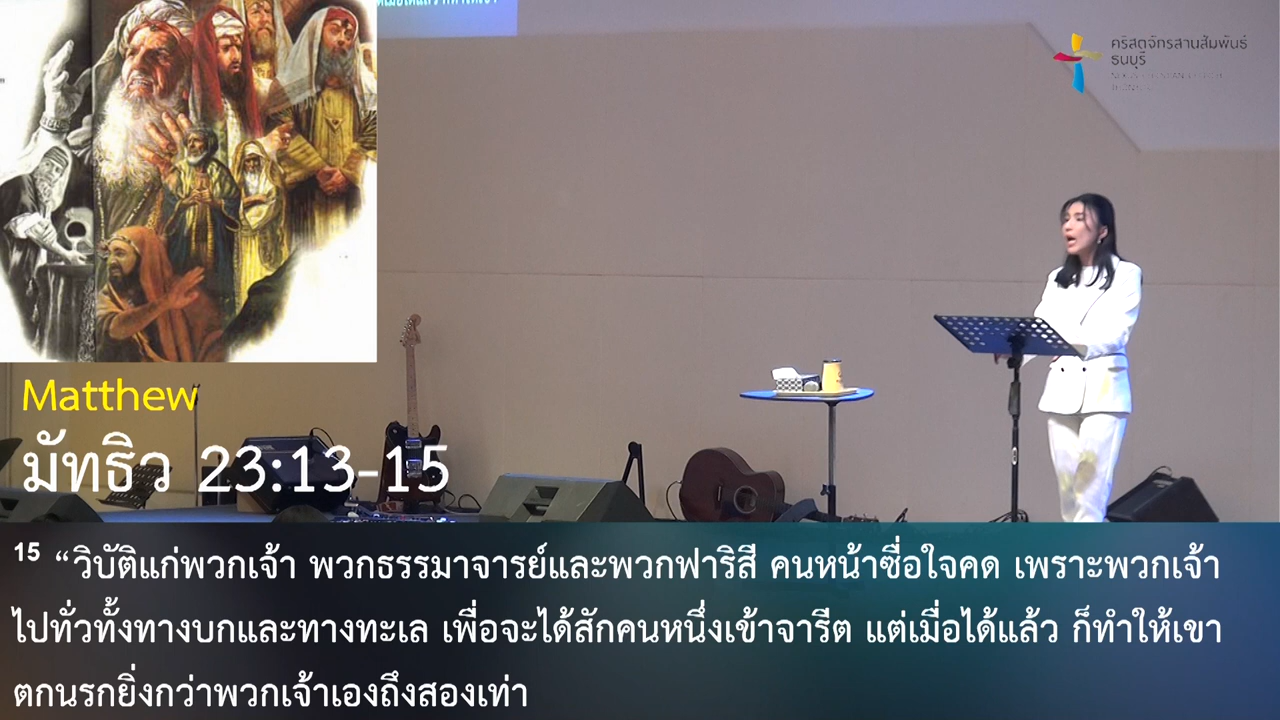 คริสตจักรสานสัมพันธ์
ธนบุรี
Matthew
มัทธิว 23:13-15
15 “วิบัติแก่พวกเจ้า พวกธรรมาจารย์และพวกฟาริสี คนหน้าซื่อใจคด เพราะพวกเจ้า
ไปทั่วทั้งทางบกและทางทะเล เพื่อจะได้สักคนหนึ่งเข้าจารีต แต่เมื่อได้แล้ว ก็ทำให้เขา
ตกนรกยิ่งกว่าพวกเจ้าเองถึงสองเท่า